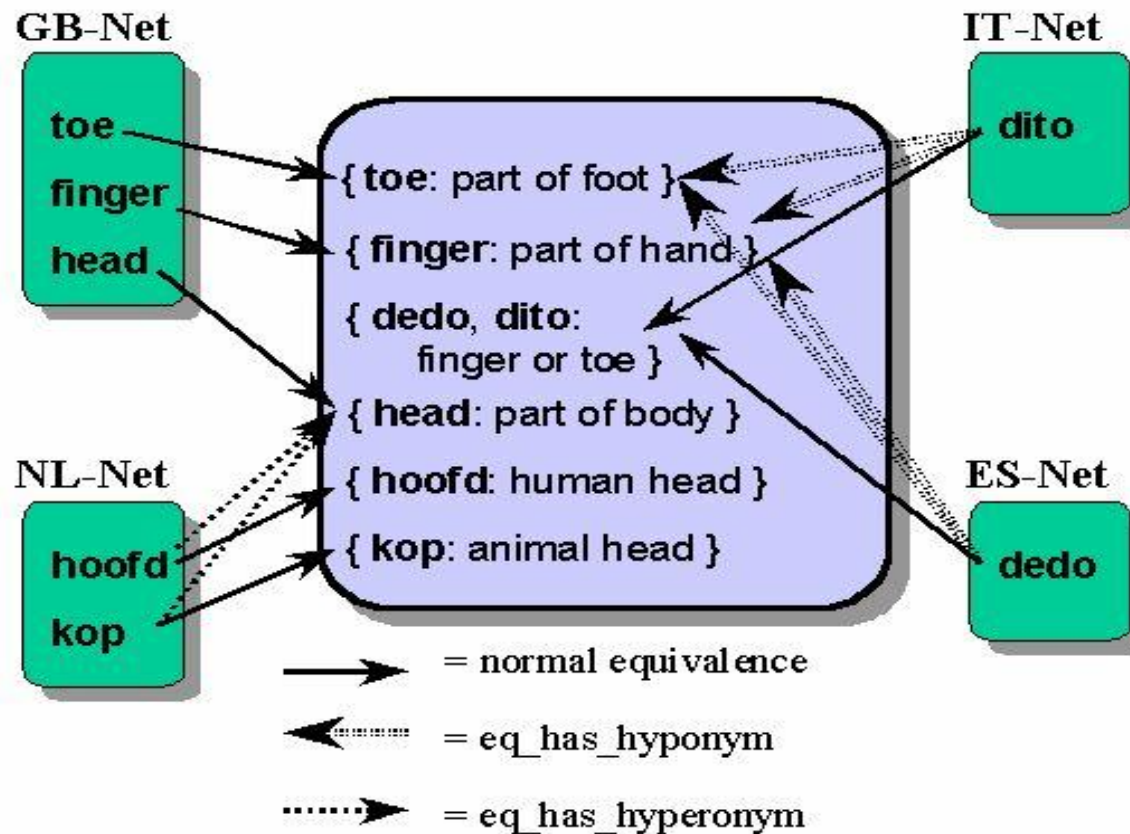 GB-Net
toe
finger
head
IT-Net
dito
{ toe: part of foot }
{ finger: part of hand }
{ dedo, dito:
finger or toe }
{ head: part of body }
{ hoofd: human head }
{ kop: animal head }
NL-Net
hoofd
kop
ES-Net
dedo
= normal equivalence
= eq_has_hyponym
= eq_has_hyperonym